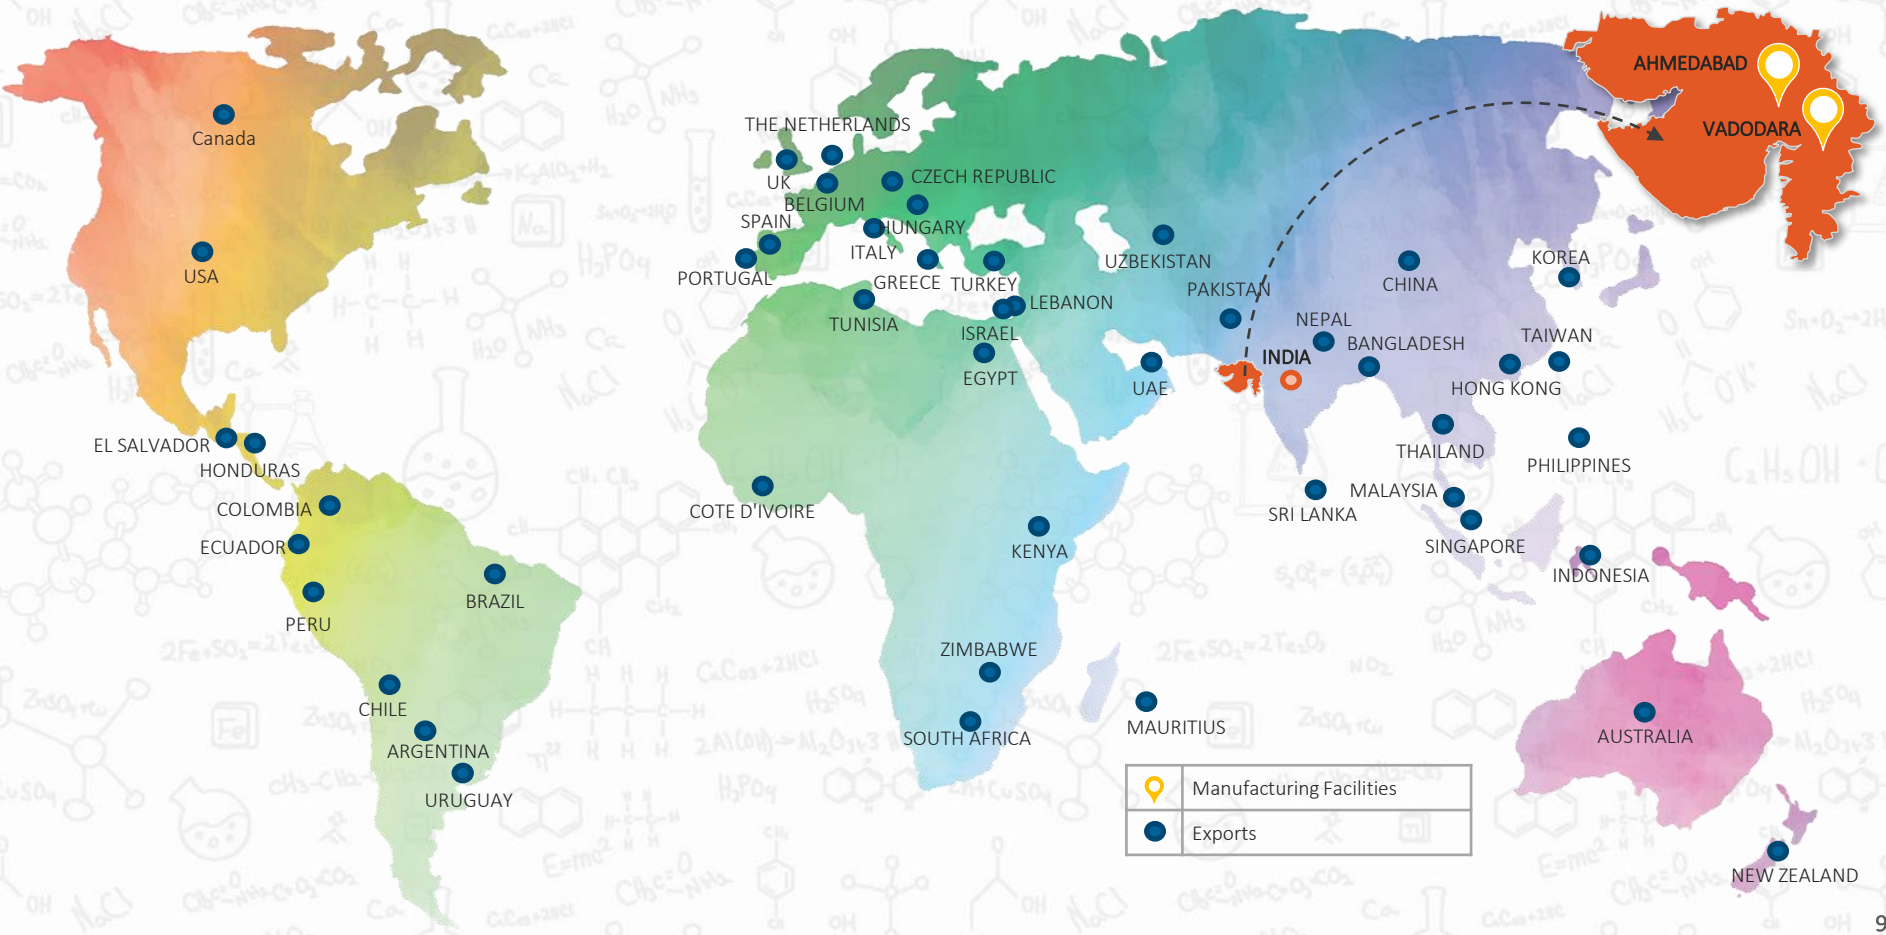 AHMEDABAD
VADODARA
Canada
USA
THE NETHERLANDS
UK
BELGIUM
CZECH REPUBLIC
SPAIN
HUNGARY
ITALY
PORTUGAL
GREECE
TURKEY
TUNISIA
LEBANON
ISRAEL
EGYPT
UZBEKISTAN
PAKISTAN
CHINA
KOREA
NEPAL
BANGLADESH
TAIWAN
INDIA
UAE
HONG KONG
EL SALVADOR
HONDURAS
THAILAND
PHILIPPINES
COLOMBIA
COTE D'IVOIRE
SRI LANKA
MALAYSIA
ECUADOR
KENYA
SINGAPORE
INDONESIA
BRAZIL
PERU
ZIMBABWE
CHILE
SOUTH AFRICA
MAURITIUS
AUSTRALIA
ARGENTINA
URUGUAY
Manufacturing Facilities
Exports
NEW ZEALAND
9